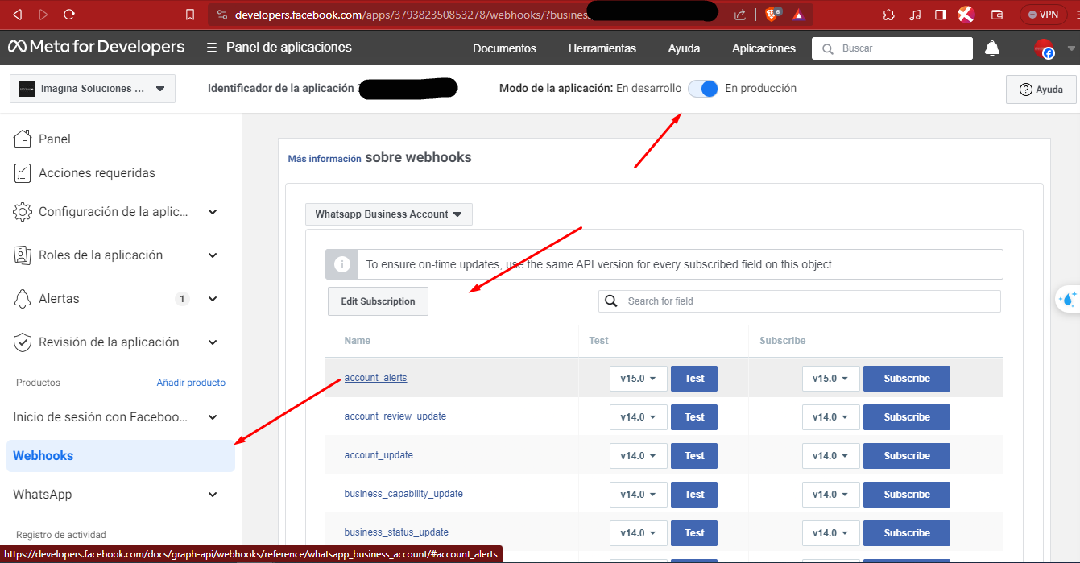 developers.facebook.com/apps/379382350853278/webhooks/?busines
VPN
Meta for Developers
Panel de aplicaciones
Documentos
Herramientas
Ayuda
Aplicaciones
Buscar
Imagina Soluciones ...
Identificador de la aplicación
Modo de la aplicación: En desarrollo
En producción
Ayuda
Panel
Acciones requeridas
Configuración de la aplic...
Roles de la aplicación
Alertas
1
Revisión de la aplicación
Productos
Añadir producto
Inicio de sesión con Faceboo...
Webhooks
WhatsApp
Registro de actividad
Más información sobre webhooks
Whatsapp Business Account
To ensure on-time updates, use the same API version for every subscribed field on this object
Edit Subscription
Search for field
Name Test Subscribe
account_alerts v15.0 Test v15.0 Subscribe
account_review_update v14.0 Test v14.0 Subscribe
account_update v14.0 Test v14.0 Subscribe
business_capability_update v14.0 Test v14.0 Subscribe
business_status_update v14.0 Test v14.0 Subscribe
https://developers.facebook.com/docs/graph-api/webhooks/reference/whatsapp_business_account/#account_alerts